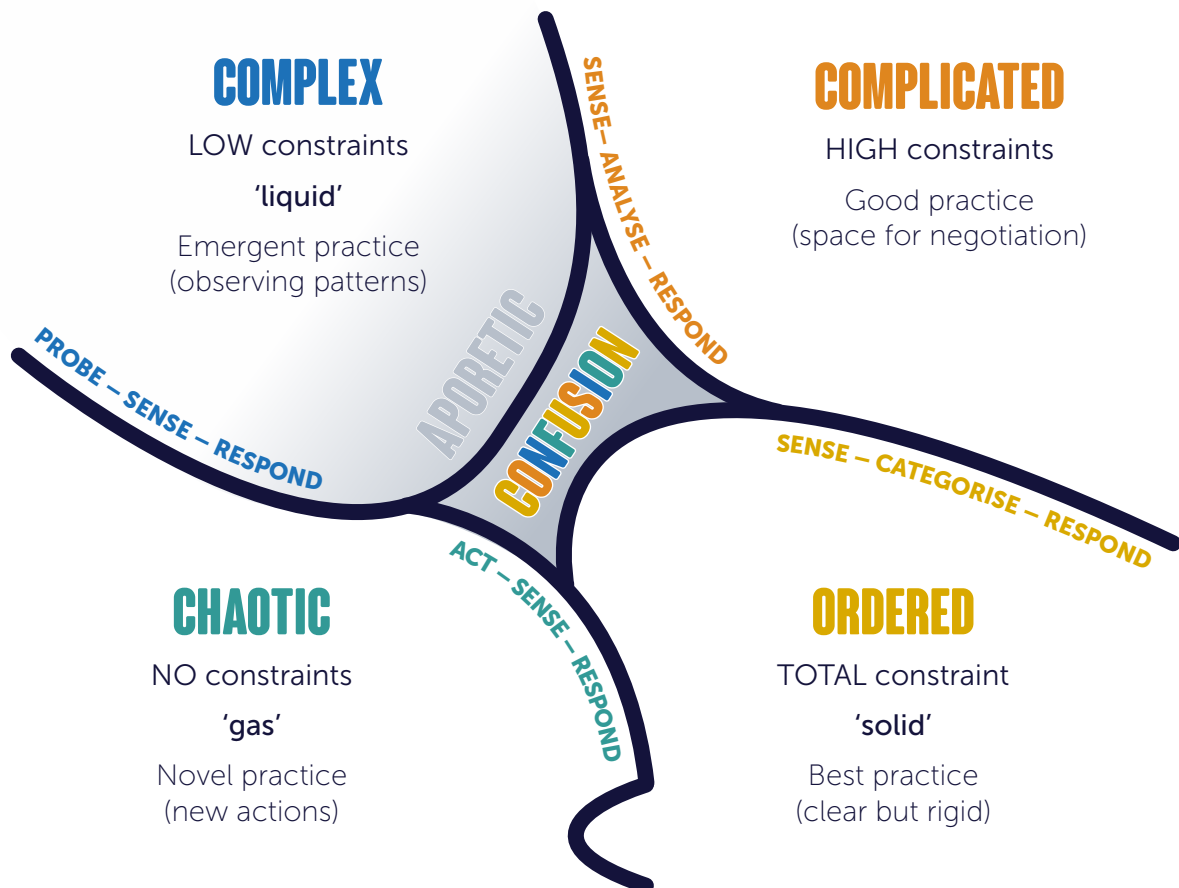 COMPLEX
LOW constraints
‘liquid’
Emergent practice
(observing patterns)
PROBE – SENSE – RESPOND
COMPLICATED
HIGH constraints
Good practice
(space for negotiation)
SENSE– ANALYSE – RESPOND
APORETIC
CONFUSION
CHAOTIC
NO constraints
‘gas’
Novel practice
(new actions)
ACT – SENSE – RESPOND
ORDERED
TOTAL constraint
‘solid’
Best practice
(clear but rigid)
SENSE – CATEGORISE – RESPOND